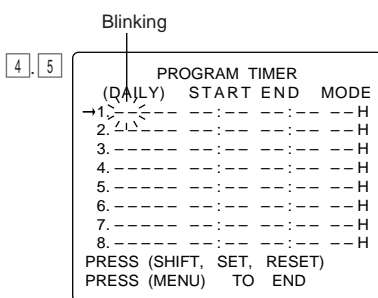 Blinking
4 . 5
PROGRAM TIMER
(DAILY) START END MODE
→1. – – – – – – –:– – – –:– – – –H
2. – – – – – – –:– – – –:– – – –H
3. – – – – – – –:– – – –:– – – –H
4. – – – – – – –:– – – –:– – – –H
5. – – – – – – –:– – – –:– – – –H
6. – – – – – – –:– – – –:– – – –H
7. – – – – – – –:– – – –:– – – –H
8. – – – – – – –:– – – –:– – – –H
PRESS (SHIFT, SET, RESET)
PRESS (MENU) TO END